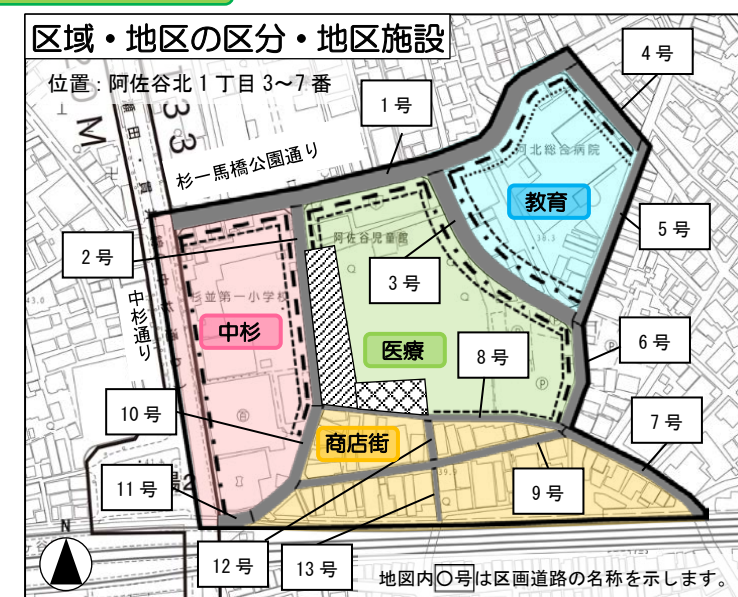 区域・地区の区分・地区施設
位置：阿佐谷北1丁目3～7番
4号
1号
33
M
杉一馬橋公園通り
河北総合病院
教育
5号
2号
阿佐谷児童館
3号
中杉通り
杉並第一小学校
中杉
医療
8号
6号
10号
商店街
7号
11号
9号
N
12号
13号
地図内〇号は区画道路の名称を示します。